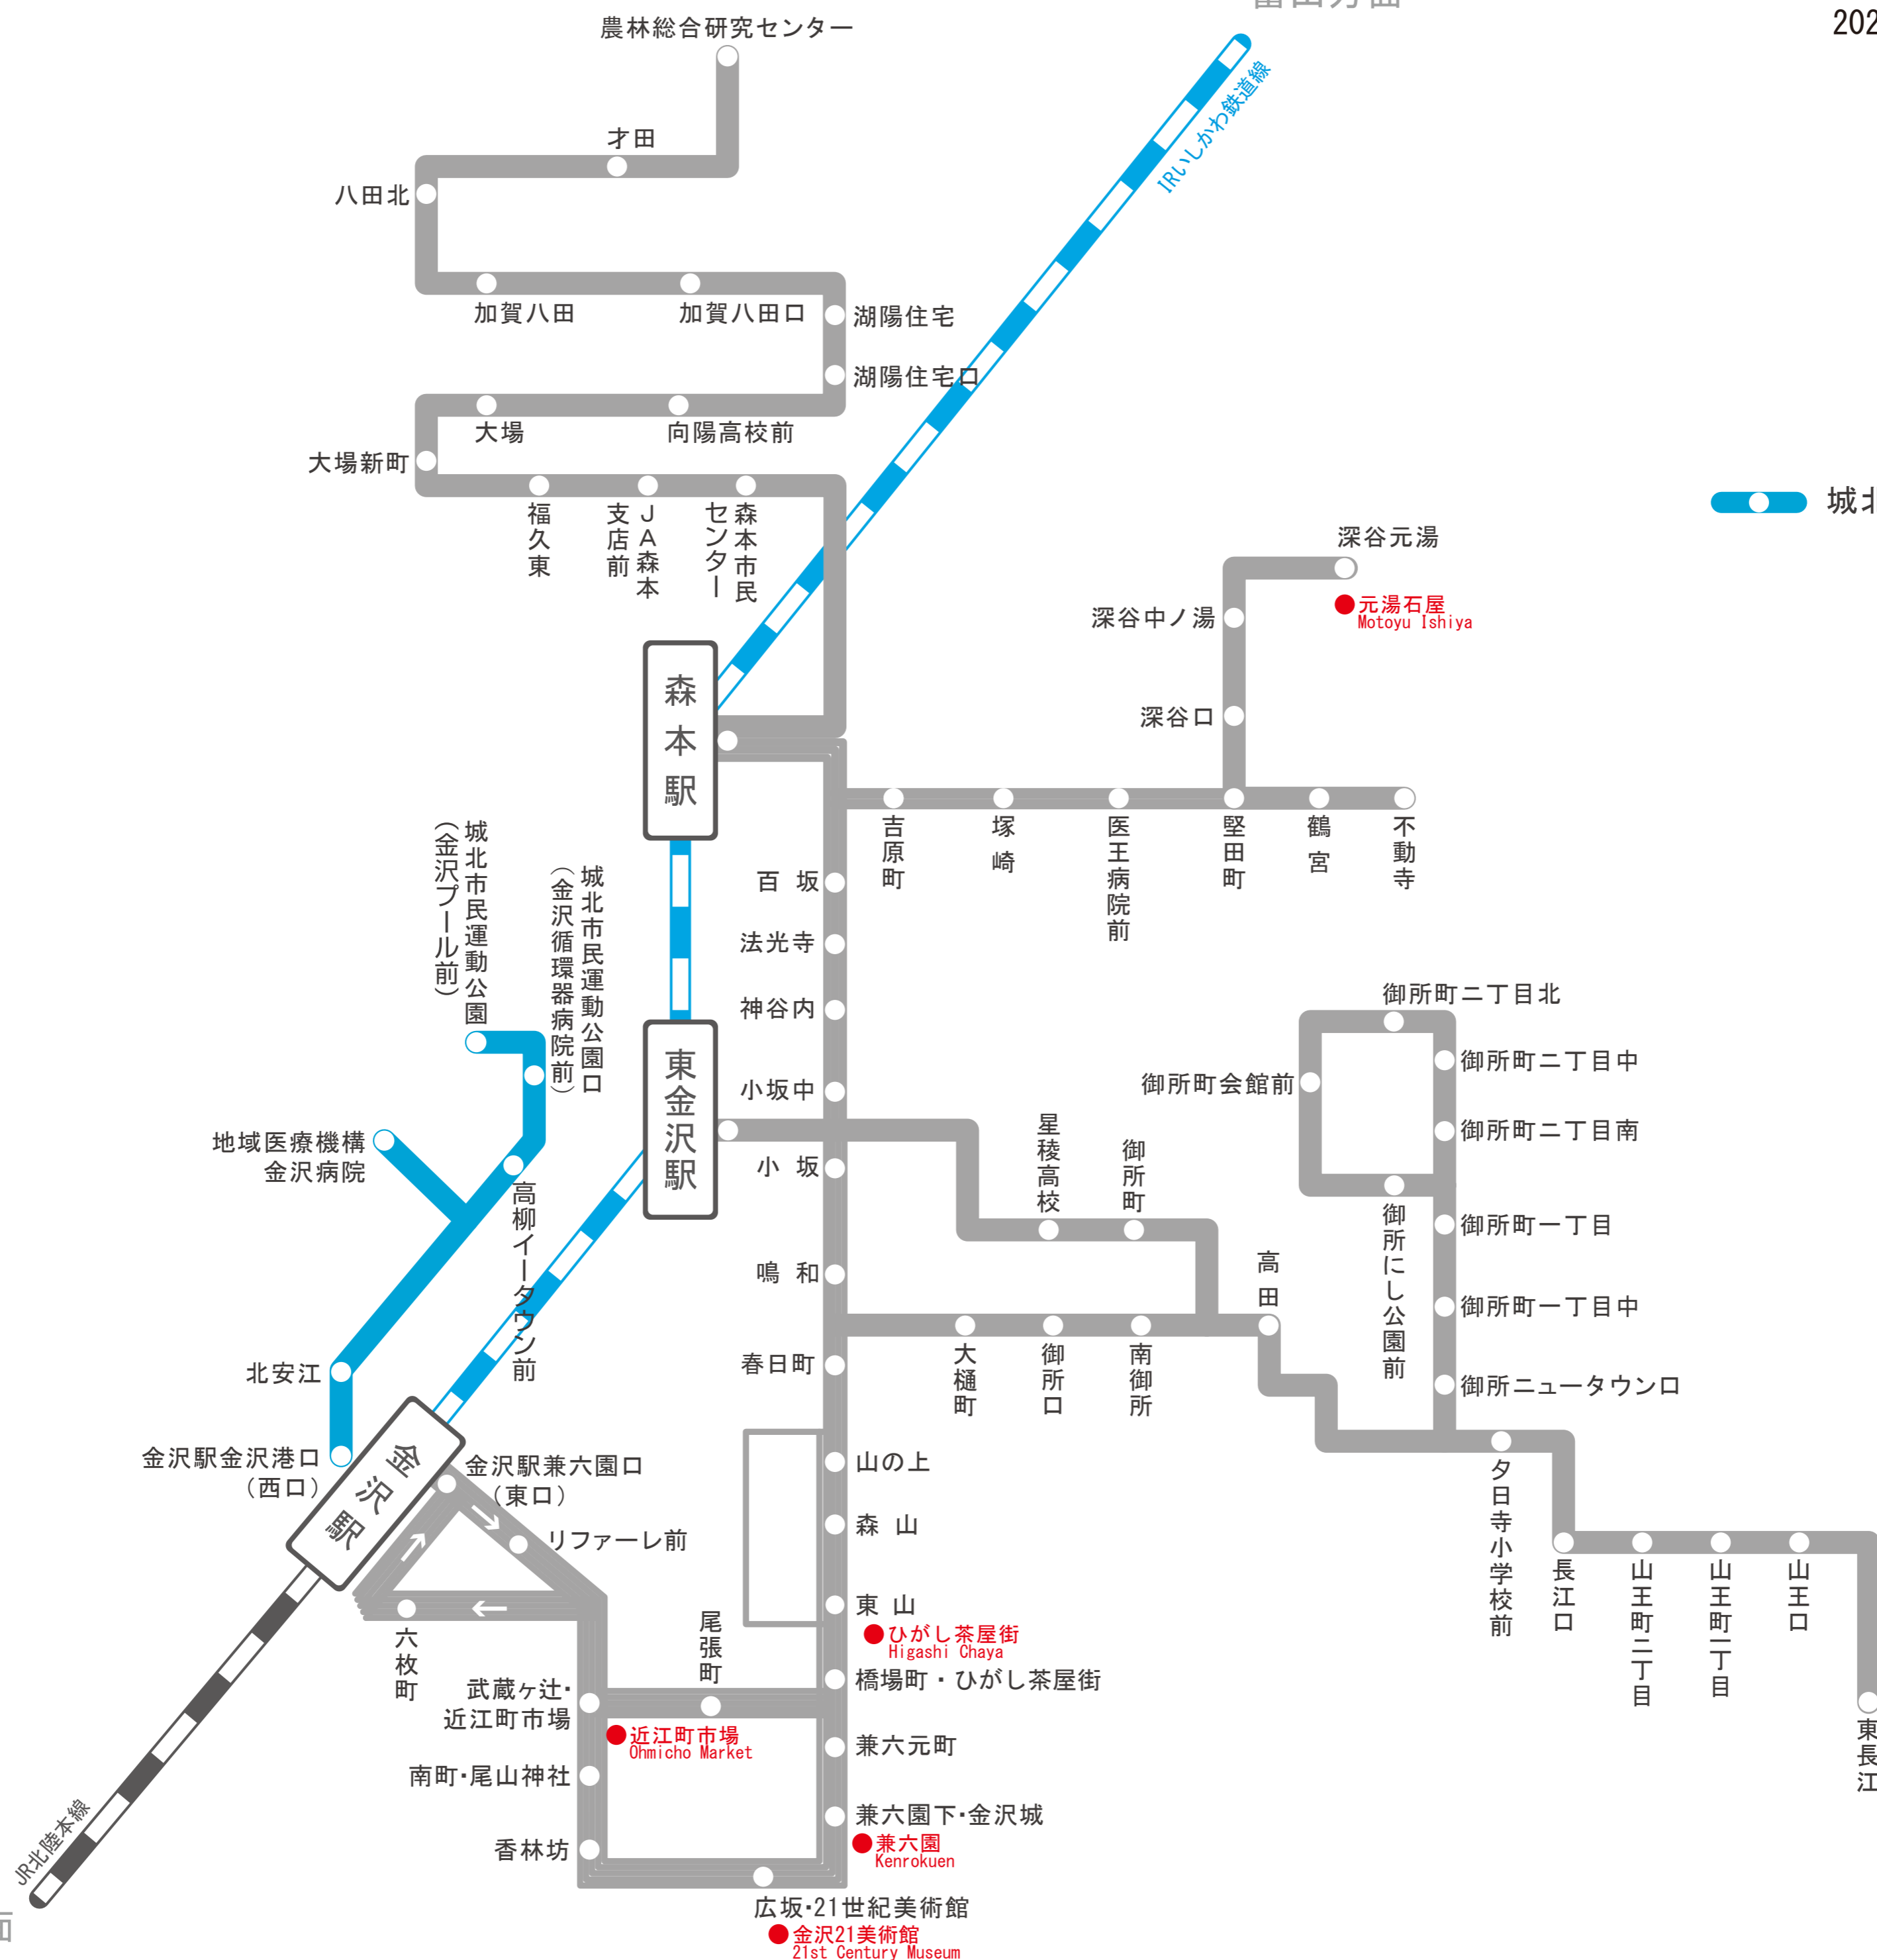 富山方面
202
農林総合研究センター
IRいしかわ鉄道線
才田
八田北
加賀八田
加賀八田口
湖陽住宅
湖陽住宅口
大場
向陽高校前
大場新町
福久東
JA森本
支店前
森本市民
センター
城北
深谷元湯
元湯石屋
Motoyu Ishiya
深谷中ノ湯
深谷口
森本駅
吉原町
塚崎
医王病院前
堅田町
鶴宮
不動寺
百坂
法光寺
神谷内
小坂中
小坂
鳴和
春日町
城北市民運動公園
(金沢プール前)
城北市民運動公園口
(金沢循環器病院前)
東金沢駅
地域医療機構
金沢病院
高柳イータウン前
北安江
金沢駅金沢港口
(西口)
金沢駅
金沢駅兼六園口
(東口)
リファーレ前
六枚町
星稜高校
御所町
高田
大樋町
御所口
南御所
御所町二丁目北
御所町二丁目中
御所町会館前
御所町二丁目南
御所にし公園前
御所町一丁目
御所町一丁目中
御所ニュータウン口
夕日寺小学校前
長江口
山王町二丁目
山王町一丁目
山王口
東長江
山の上
森山
東山
ひがし茶屋街
Higashi Chaya
橋場町・ひがし茶屋街
尾張町
武蔵ヶ辻・
近江町市場
近江町市場
Ohmicho Market
南町・尾山神社
香林坊
兼六元町
兼六園下・金沢城
兼六園
Kenrokuen
広坂・21世紀美術館
金沢21美術館
21st Century Museum
JR北陸本線
面